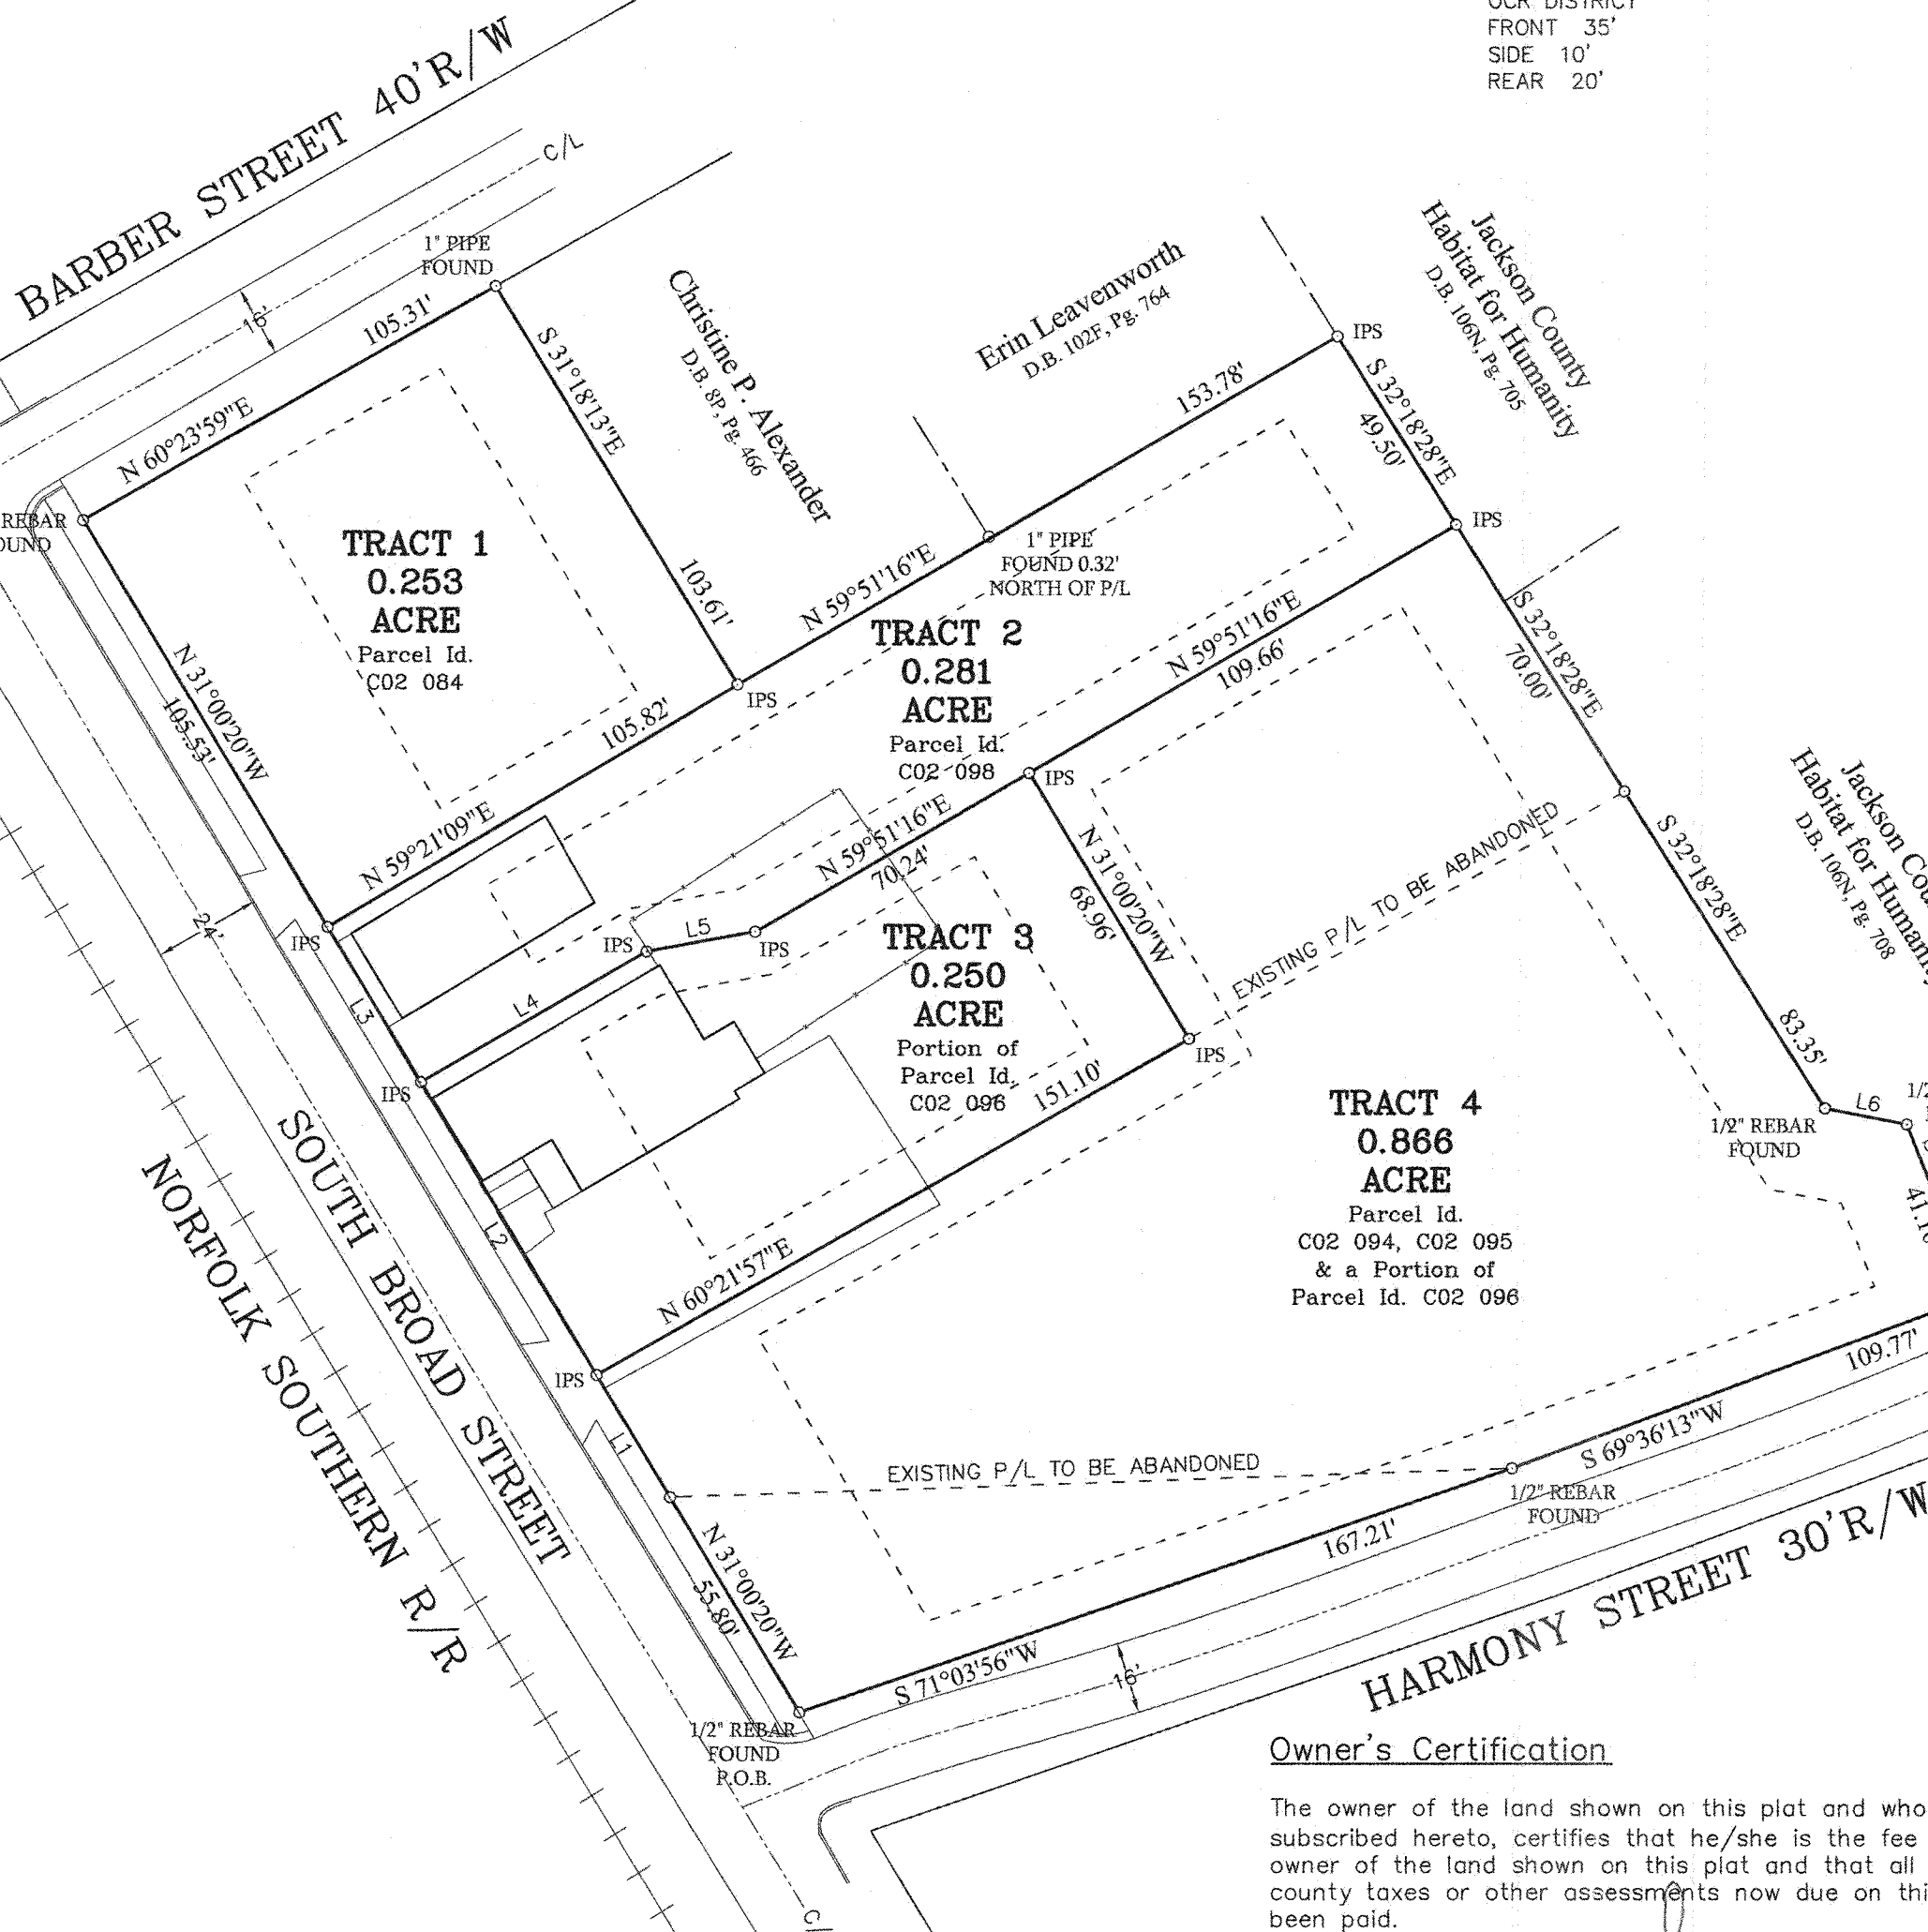 OCR DISTRICT
FRONT 35'
SIDE 10'
REAR 20'
BARBER STREET 40'R/W
C/L
16'
1" PIPE
FOUND
105.31'
N 60°23'59"E
REBAR
S 31°18'13"E
103.61'
Christine P. Alexander
D.B. 8P, Pg. 466
Erin Leavenworth
D.B. 102F, Pg. 764
Jackson County
Habitat for Humanity
D.B. 106N, Pg. 705
153.78'
IPS
S 32°18'28"E
49.50'
IPS
TRACT 1
0.253
ACRE
Parcel Id.
C02 084
N 31°00'20"W
105.53'
N 59°51'16"E
1" PIPE
FOUND 0.32'
NORTH OF P/L
TRACT 2
0.281
ACRE
Parcel Id.
C02 098
N 59°51'16"E
109.66'
S 32°18'28"E
70.00'
IPS
105.82'
N 59°21'09"E
IPS
N 59°51'16"E
70.24'
L5
IPS
IPS
IPS
L4
L3
IPS
24'
TRACT 3
0.250
ACRE
Portion of
Parcel Id.
C02 096
N 31°00'20"W
68.96'
IPS
151.10'
N 60°21'57"E
EXISTING P/L TO BE ABANDONED
S 32°18'28"E
83.35'
Habitat for
D.B. 106N, Pg. 708
L6
1/2" REBAR
FOUND
TRACT 4
0.866
ACRE
Parcel Id.
C02 094, C02 095
& a Portion of
Parcel Id. C02 096
L2
IPS
L1
SOUTH BROAD STREET
NORFOLK SOUTHERN R/R
EXISTING P/L TO BE ABANDONED
109.77'
S 69°36'13"W
1/2" REBAR
FOUND
167.21'
S 71°03'56"W
N 31°00'20"W
55.80'
16'
HARMONY STREET 30'R/W
1/2" REBAR
FOUND
P.O.B.
Owner's Certification
The owner of the land shown on this plat and who
subscribed hereto, certifies that he/she is the fee
owner of the land shown on this plat and that all
county taxes or other assessments now due on thi
been paid.